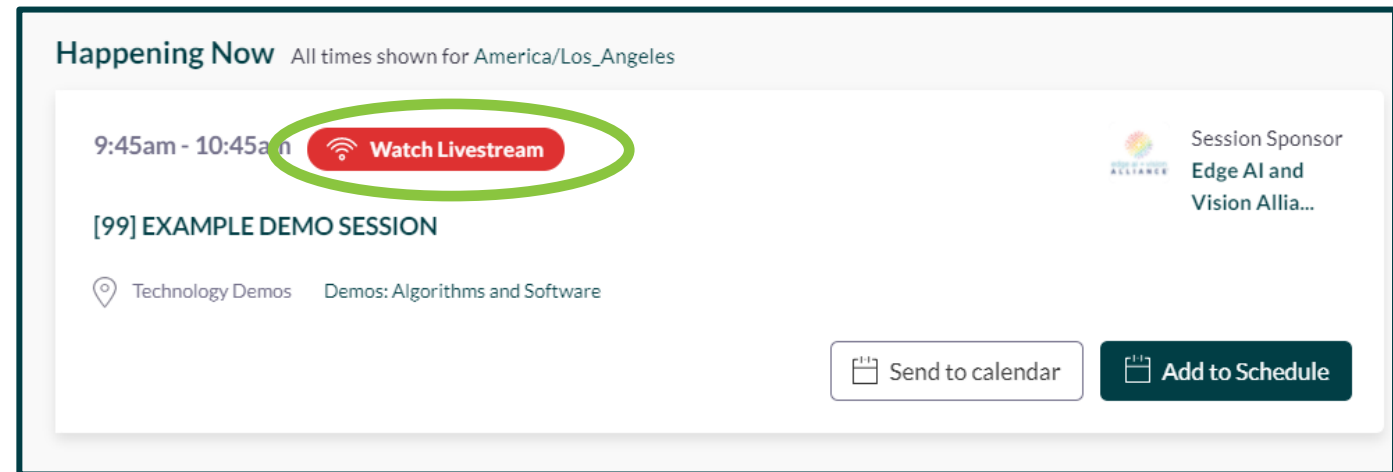 Happening Now All times shown for America/Los_Angeles
9:45am - 10:45am Watch Livestream
Session Sponsor
Edge AI and
Vision Allia...
ALLIANCE
[99] EXAMPLE DEMO SESSION
Technology Demos Demos: Algorithms and Software
Send to calendar Add to Schedule